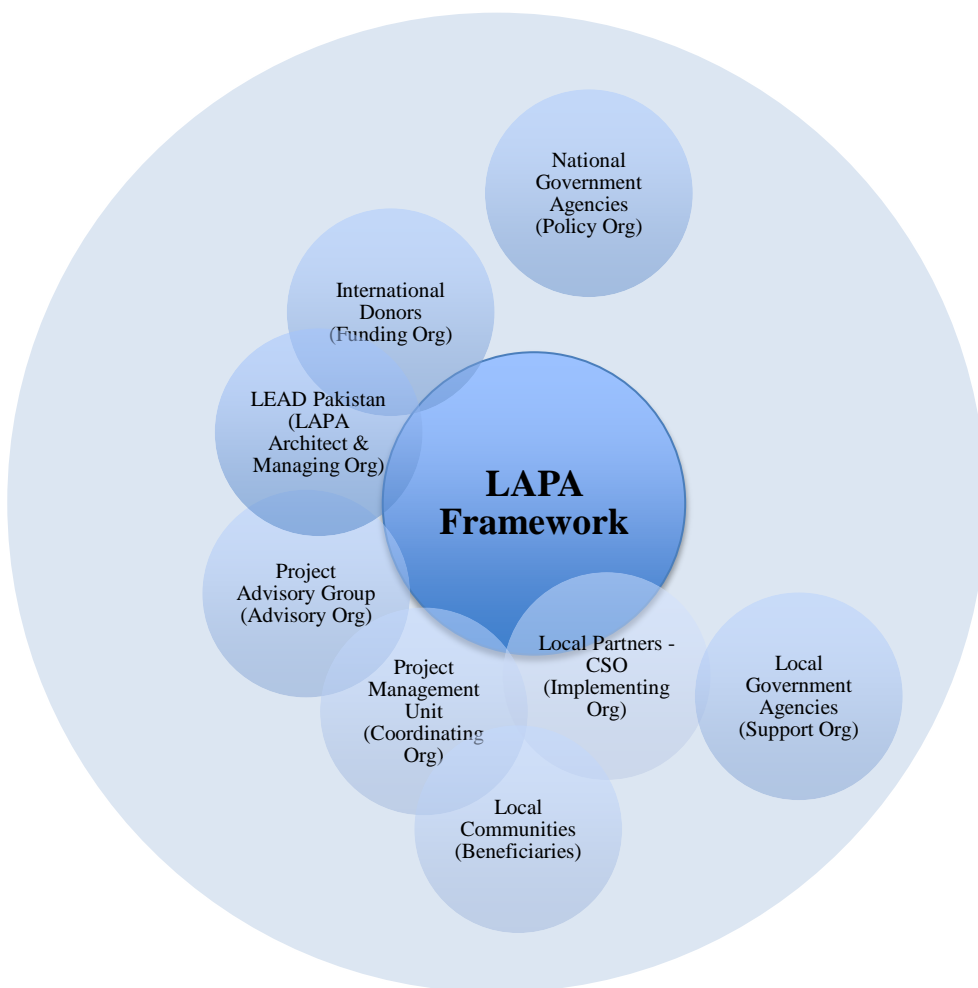 National
Government
Agencies
(Policy Org)
International
Donors
(Funding Org)
LEAD Pakistan
(LAPA
Architect &
Managing Org)
LAPA
Framework
Project
Advisory Group
(Advisory Org)
Project
Management
Unit
(Coordinating
Org)
Local Partners -
CSO
(Implementing
Org)
Local
Government
Agencies
(Support Org)
Local
Communities
(Beneficiaries)